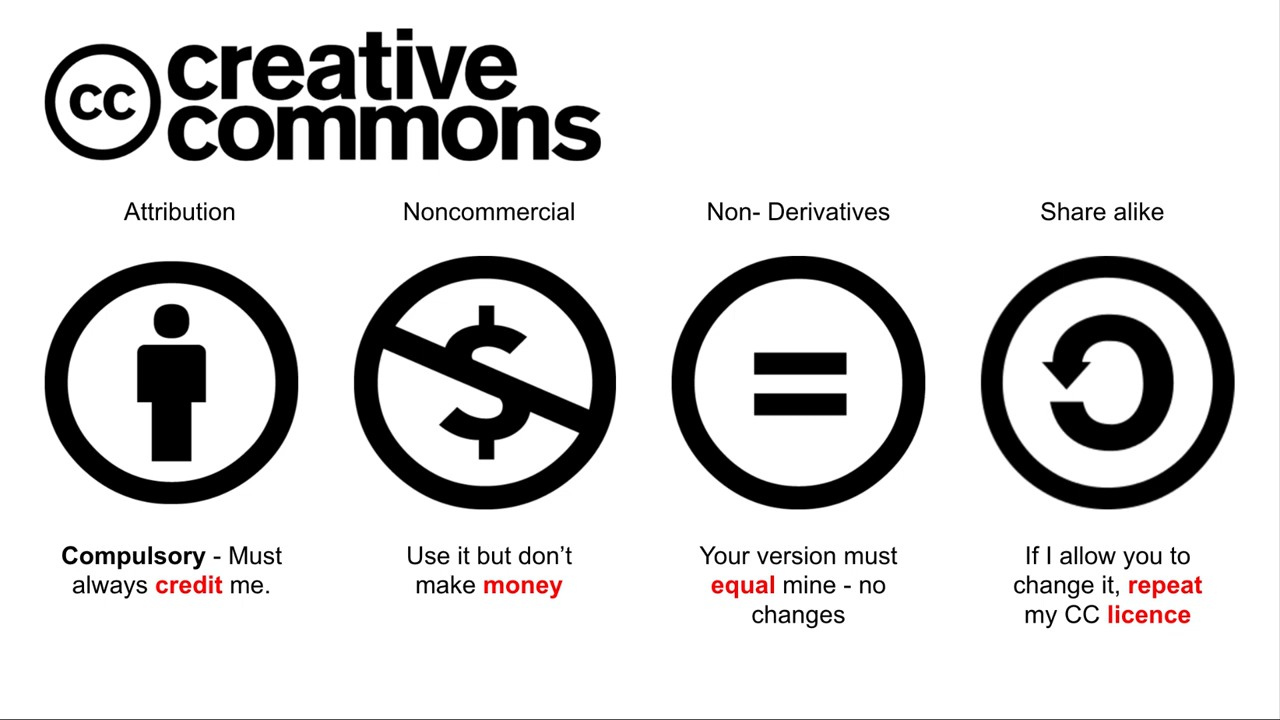 cc creative
commons
Attribution
Noncommercial
Non- Derivatives
Share alike
$
=
Compulsory - Must
always credit me.
Use it but don’t
make money
Your version must
equal mine - no
changes
If I allow you to
change it, repeat
my CC licence